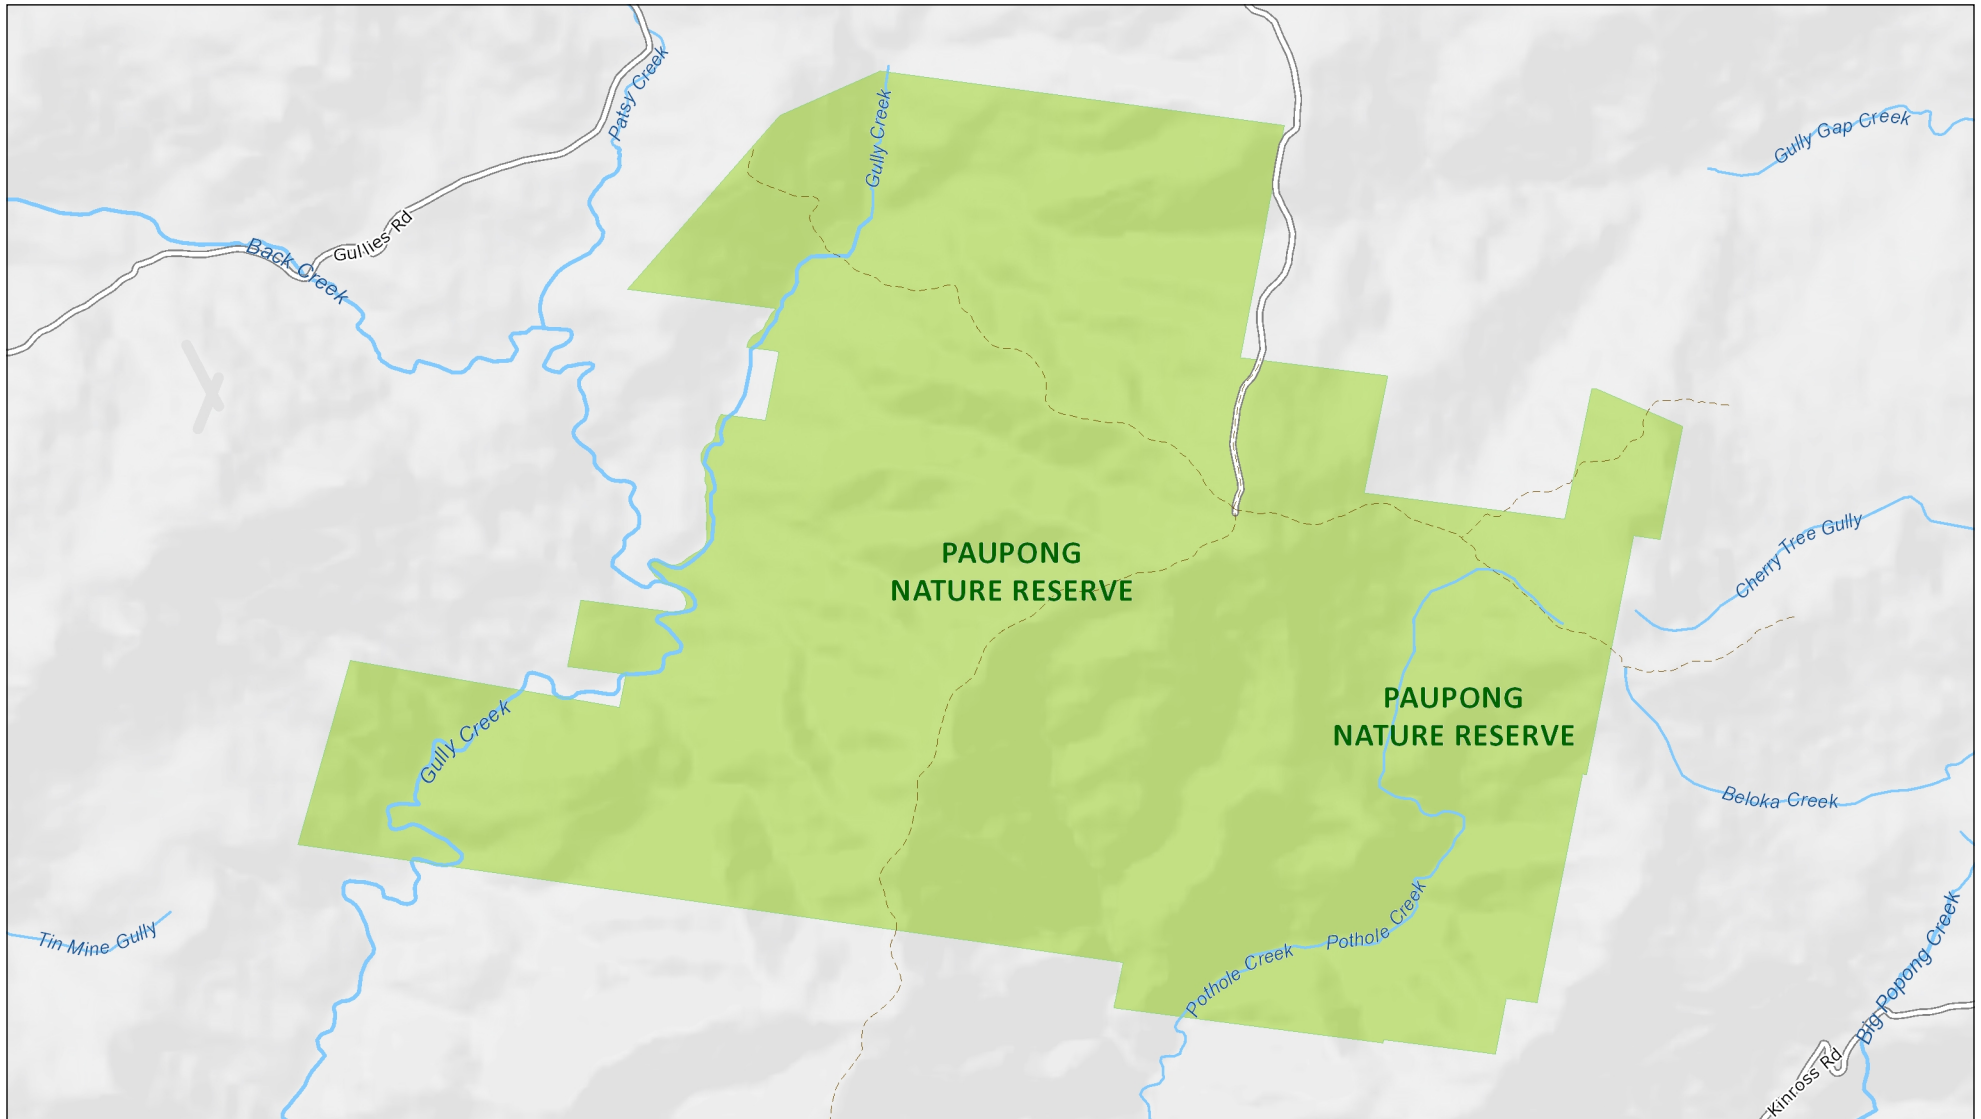 Patsy Creek
Gully Creek
Gully Gap Creek
Gullies Rd
Back Creek
Cherry Tree Gully
PAUPONG
NATURE RESERVE
PAUPONG
NATURE RESERVE
Gully Creek
Beloka Creek
Tin Mine Gully
Pothole Creek
Pothole Creek
Big Popong Creek
Kinross Rd